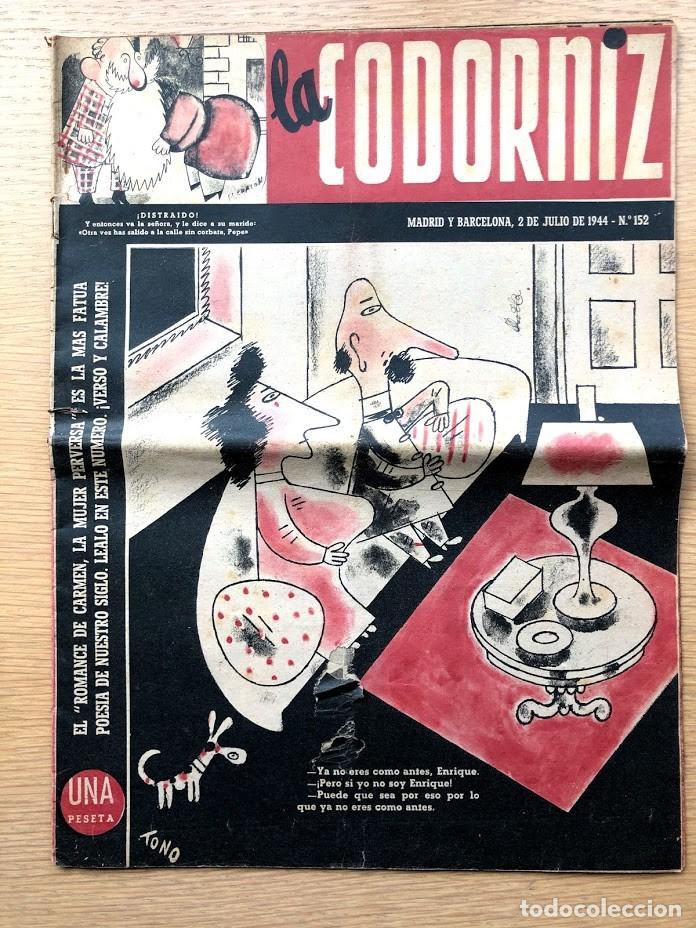 la CODORNIZ
¡DISTRAIDO!
Y entonces va la señora, y le dice a su marido:
«Otra vez has salido a la calle sin corbata, Pepe»
MADRID Y BARCELONA, 2 DE JULIO DE 1944 - N.º 152
EL "ROMANCE DE CARMEN, LA MUJER PERVERSA", ES LA MAS FATUA
POESIA DE NUESTRO SIGLO. LEALO EN ESTE NUMERO. ¡VERSO Y CALAMBRE!
—Ya no eres como antes, Enrique.
—¡Pero si yo no soy Enrique!
—Puede que sea por eso por lo
que ya no eres como antes.
UNA
PESETA
TONO
todocoleccion